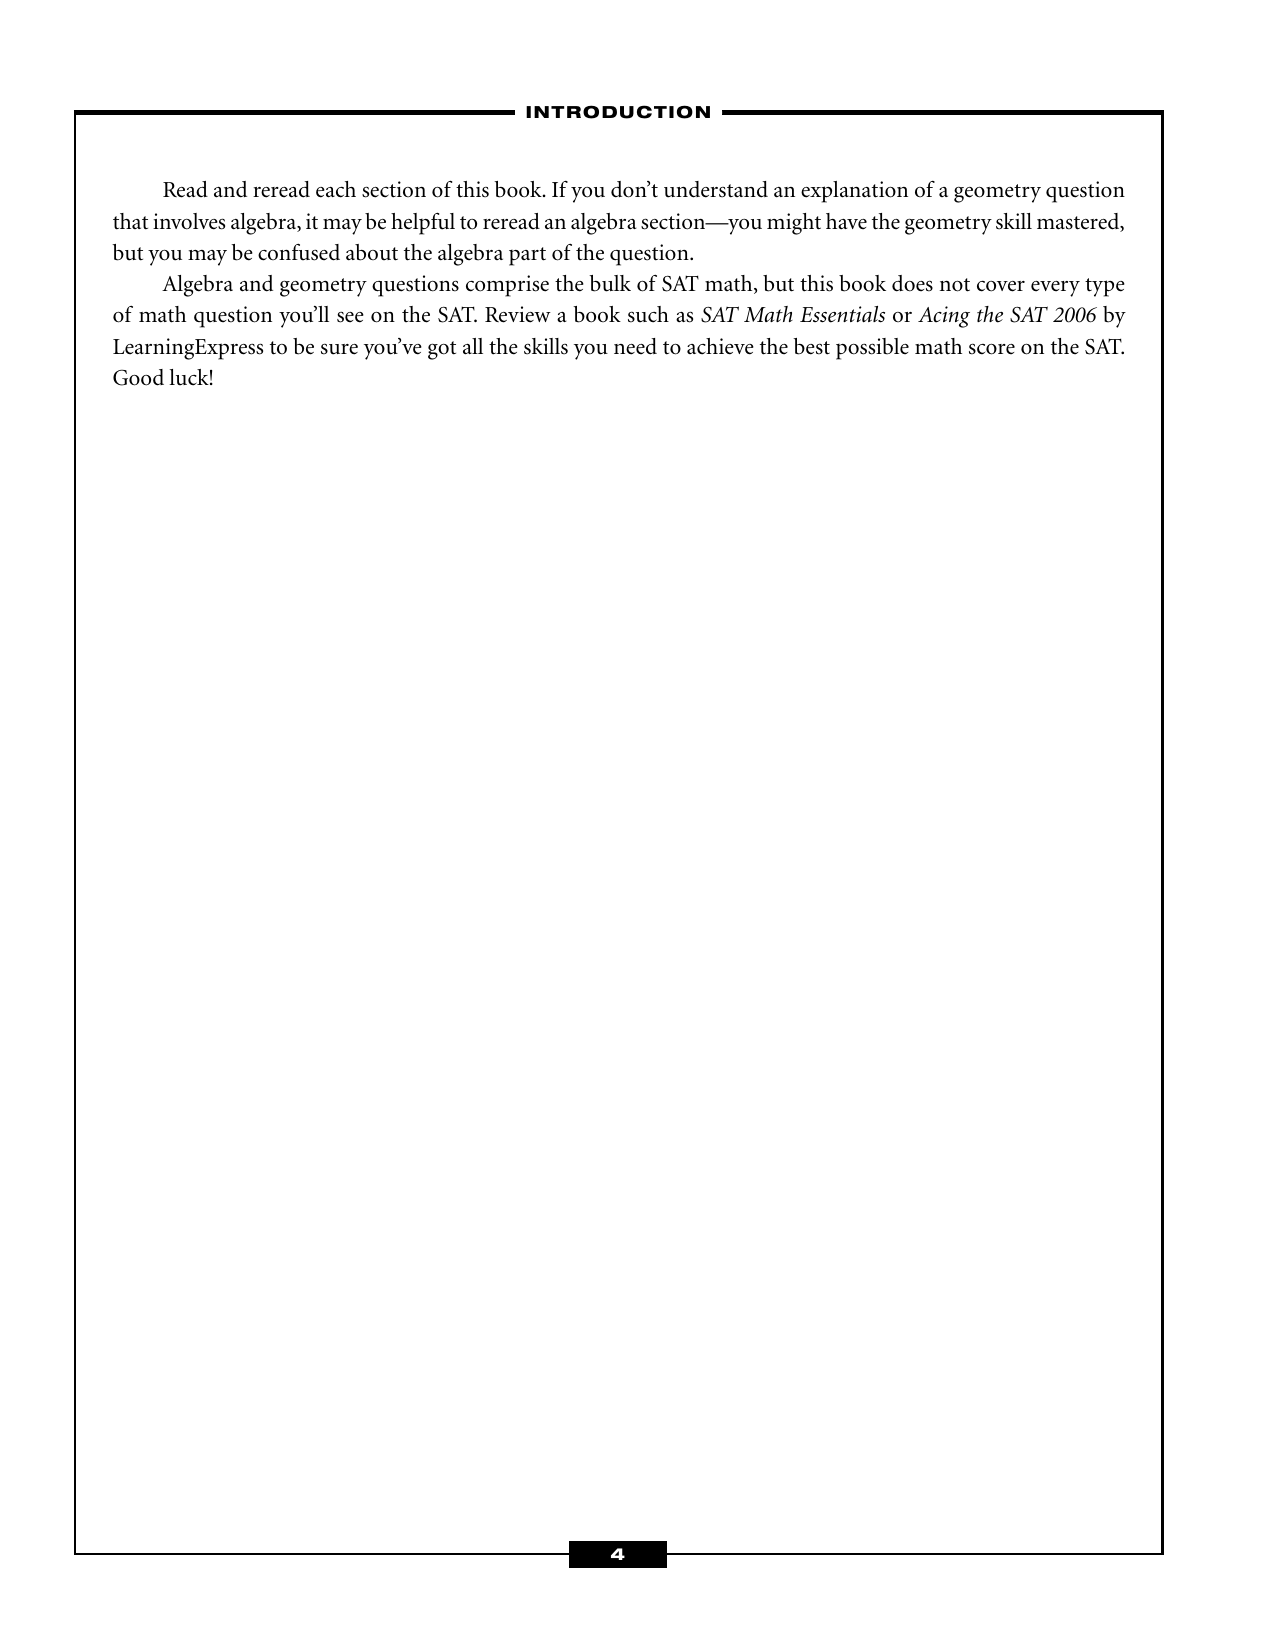 INTRODUCTION
Read and reread each section of this book. If you don’t understand an explanation of a geometry question
that involves algebra, it may be helpful to reread an algebra section—you might have the geometry skill mastered,
but you may be confused about the algebra part of the question.
Algebra and geometry questions comprise the bulk of SAT math, but this book does not cover every type
of math question you’ll see on the SAT. Review a book such as SAT Math Essentials or Acing the SAT 2006 by
LearningExpress to be sure you’ve got all the skills you need to achieve the best possible math score on the SAT.
Good luck!
4